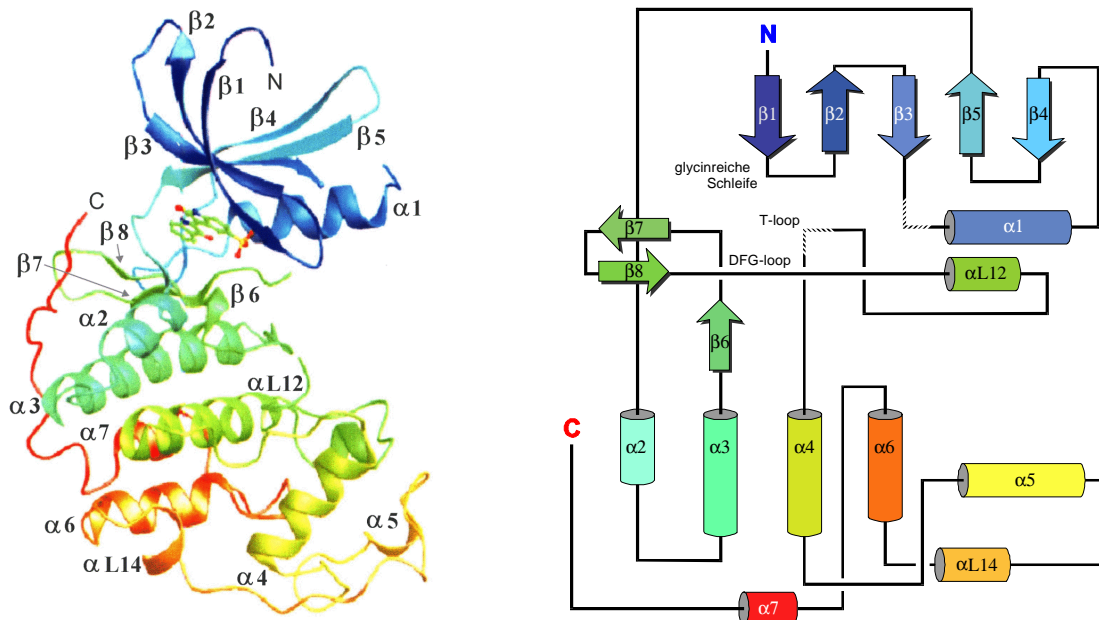 β2
β1
N
β4
β3
β5
α1
C
β8
β7
β6
α2
αL12
α3
α7
α6
α5
αL14
α4
N
β1
β2
β3
β5
β4
glycinreiche
Schleife
T-loop
α1
β7
DFG-loop
β8
αL12
β6
C
α2
α3
α4
α6
α5
αL14
α7